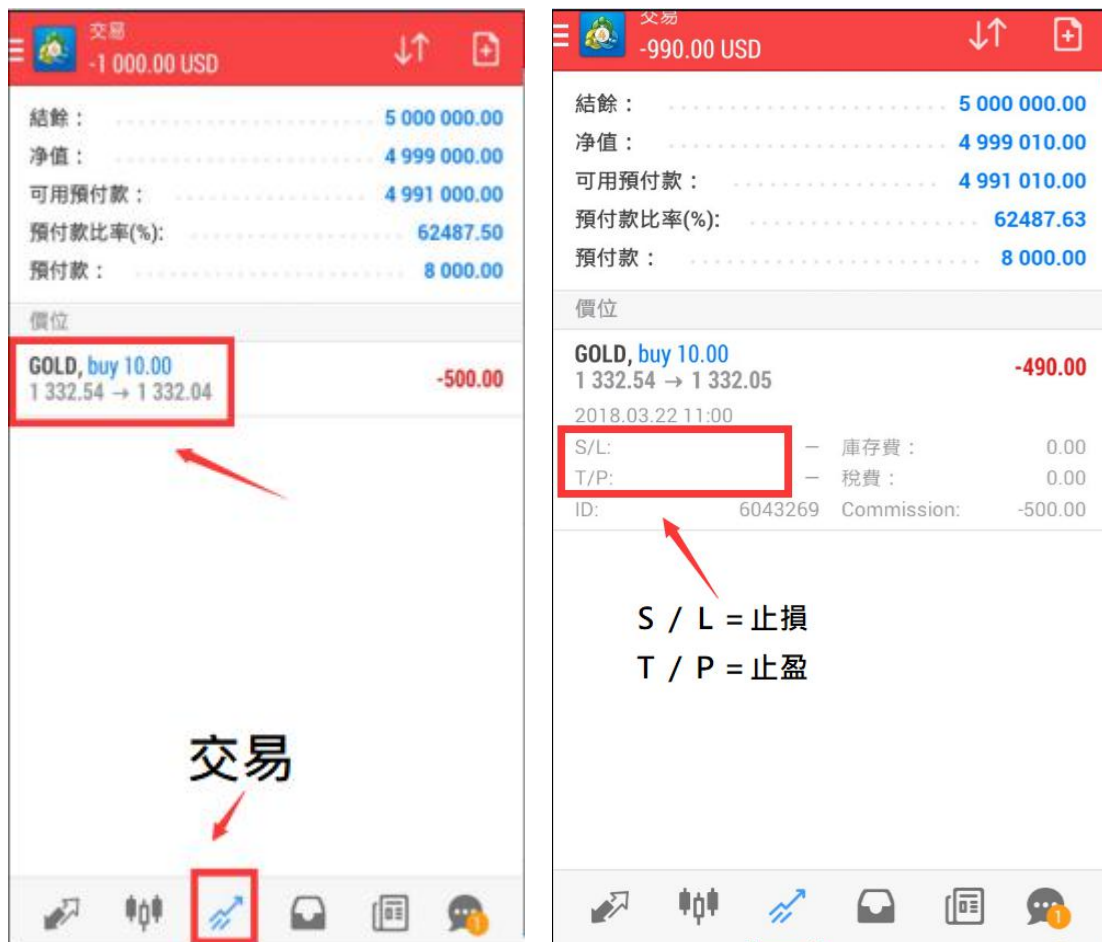 交易
-1 000.00 USD
結餘： 5 000 000.00
净值： 4 999 000.00
可用預付款： 4 991 000.00
預付款比率(%): 62487.50
預付款： 8 000.00
價位
GOLD, buy 10.00
1 332.54 → 1 332.04
-500.00
交易
1
交易
-990.00 USD
結餘： 5 000 000.00
净值： 4 999 010.00
可用預付款： 4 991 010.00
預付款比率(%): 62487.63
預付款： 8 000.00
價位
GOLD, buy 10.00
1 332.54 → 1 332.05
-490.00
2018.03.22 11:00
S/L: – 庫存費： 0.00
T/P: – 稅費： 0.00
ID: 6043269 Commission: -500.00
S / L = 止損
T / P = 止盈
1